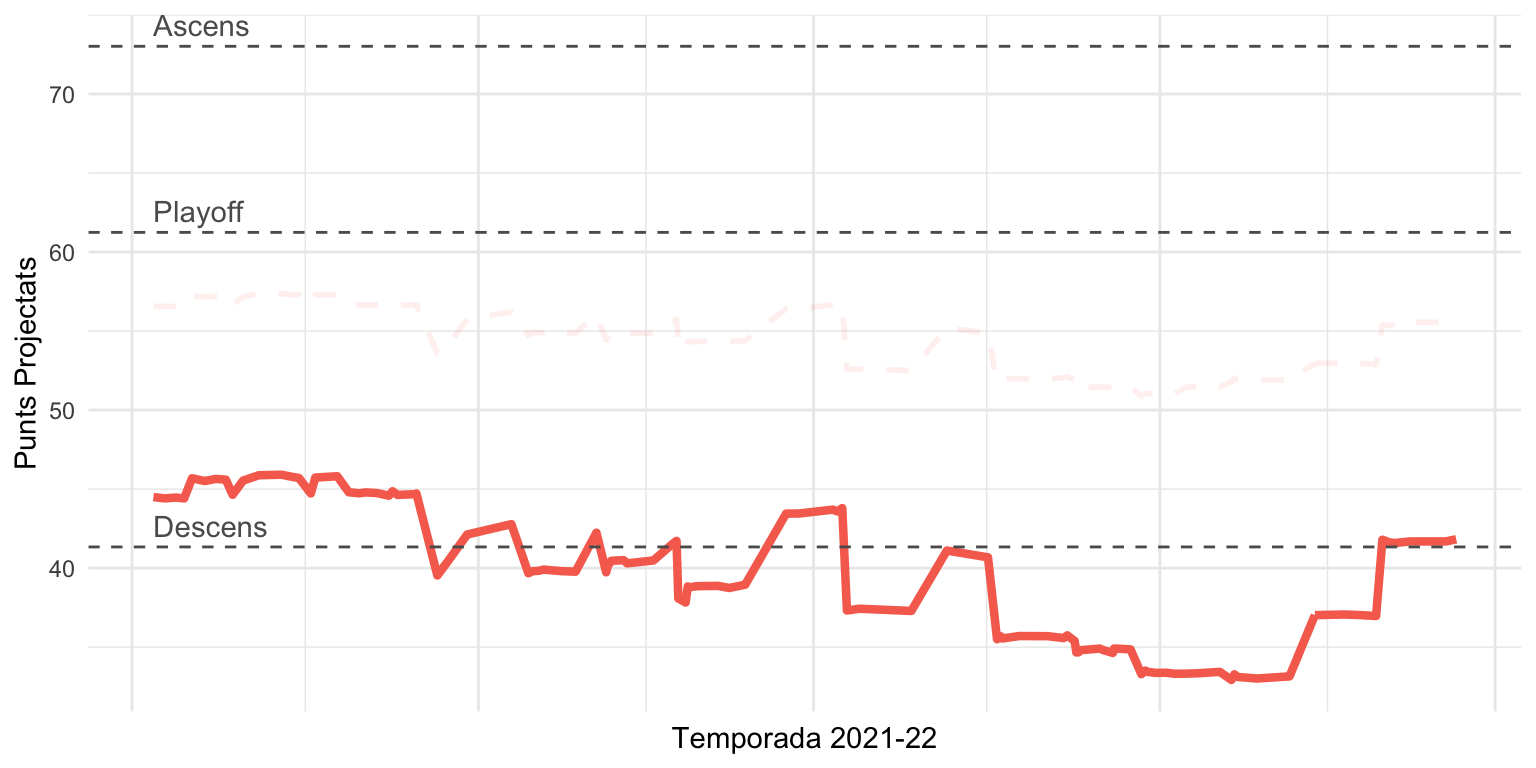 Ascens
70
Playoff
60
Punts Projectats
50
Descens
40
Temporada 2021-22